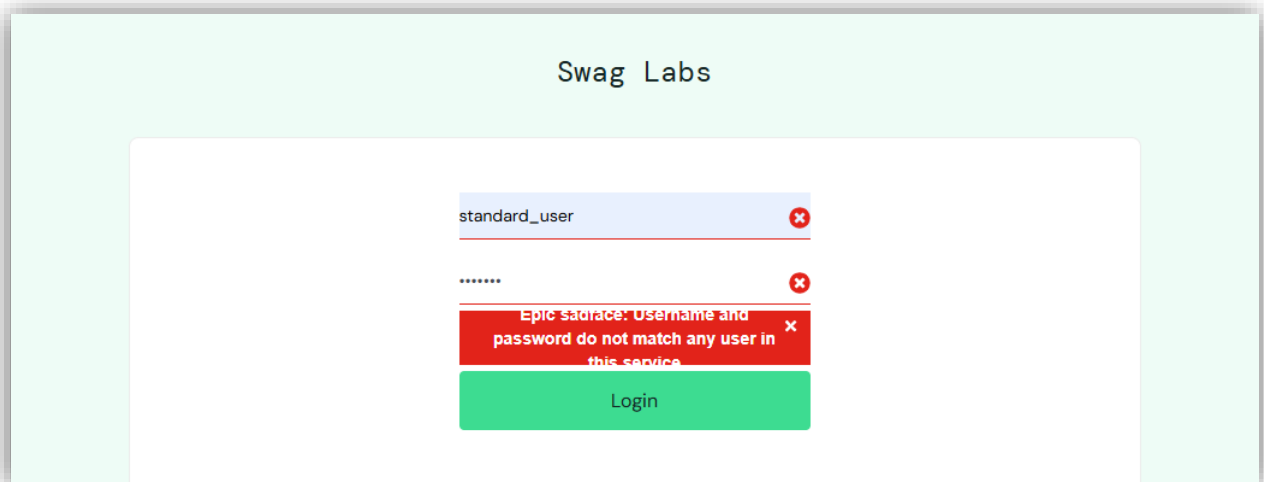 Swag Labs
standard_user
•••••••
Epic sadface: Username and
password do not match any user in
this service
Login